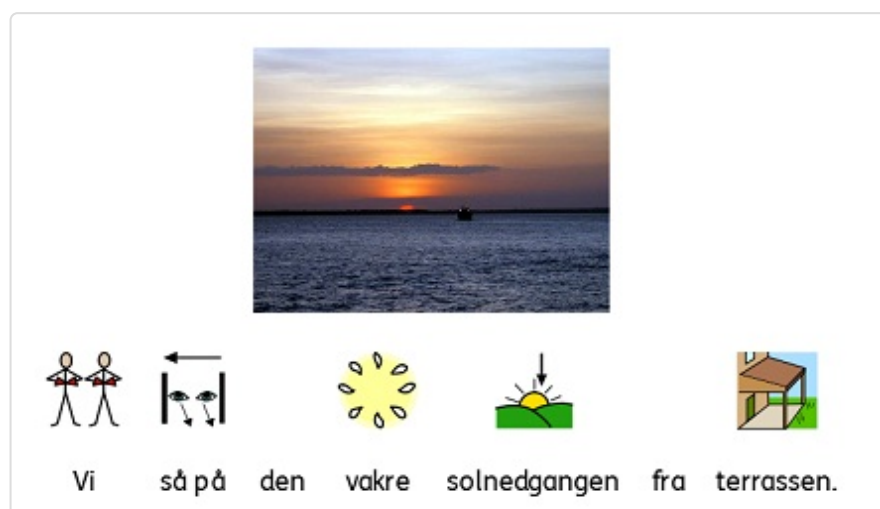 Vi så på den vakre solnedgangen fra terrassen.